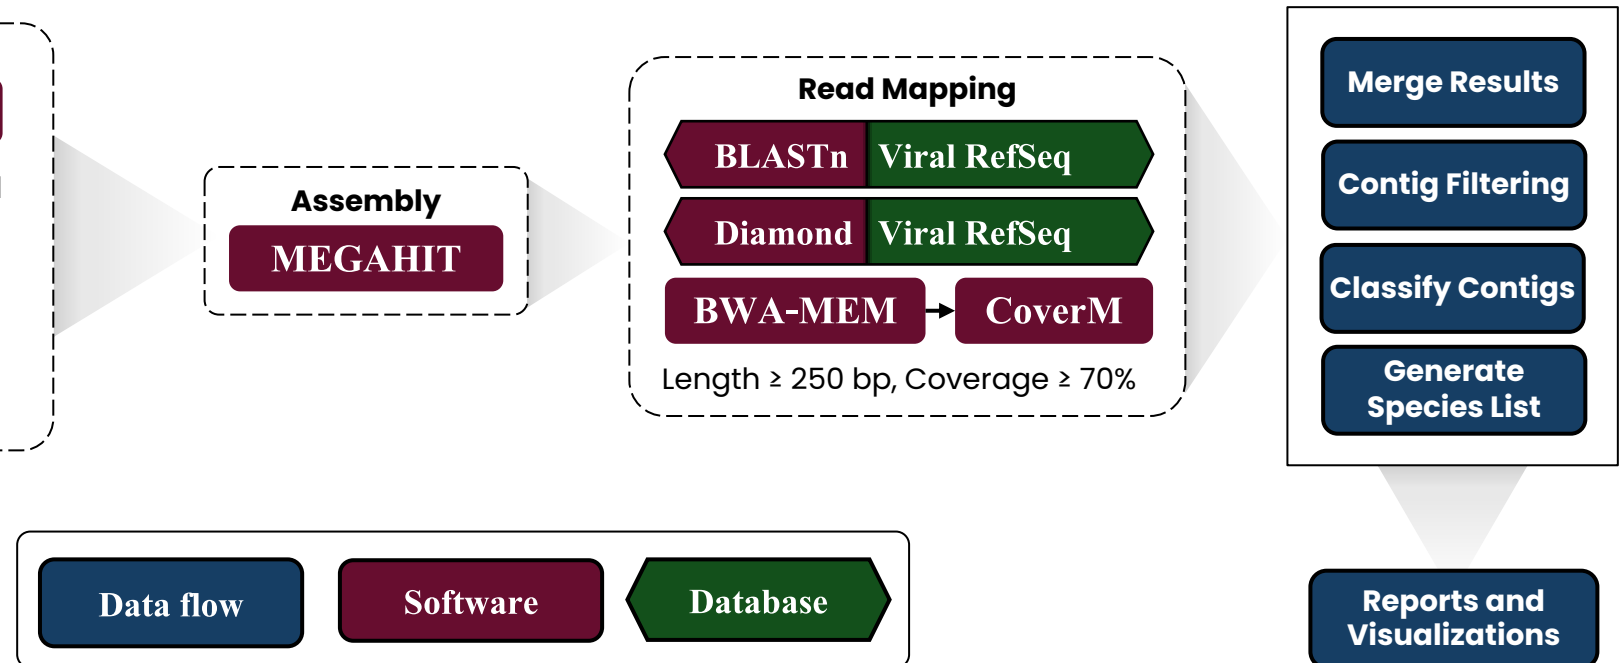 Assembly
MEGAHIT
Read Mapping
BLASTn Viral RefSeq
Diamond Viral RefSeq
BWA-MEM CoverM
Length ≥ 250 bp, Coverage ≥ 70%
Merge Results
Contig Filtering
Classify Contigs
Generate
Species List
Reports and
Visualizations
Data flow
Software
Database